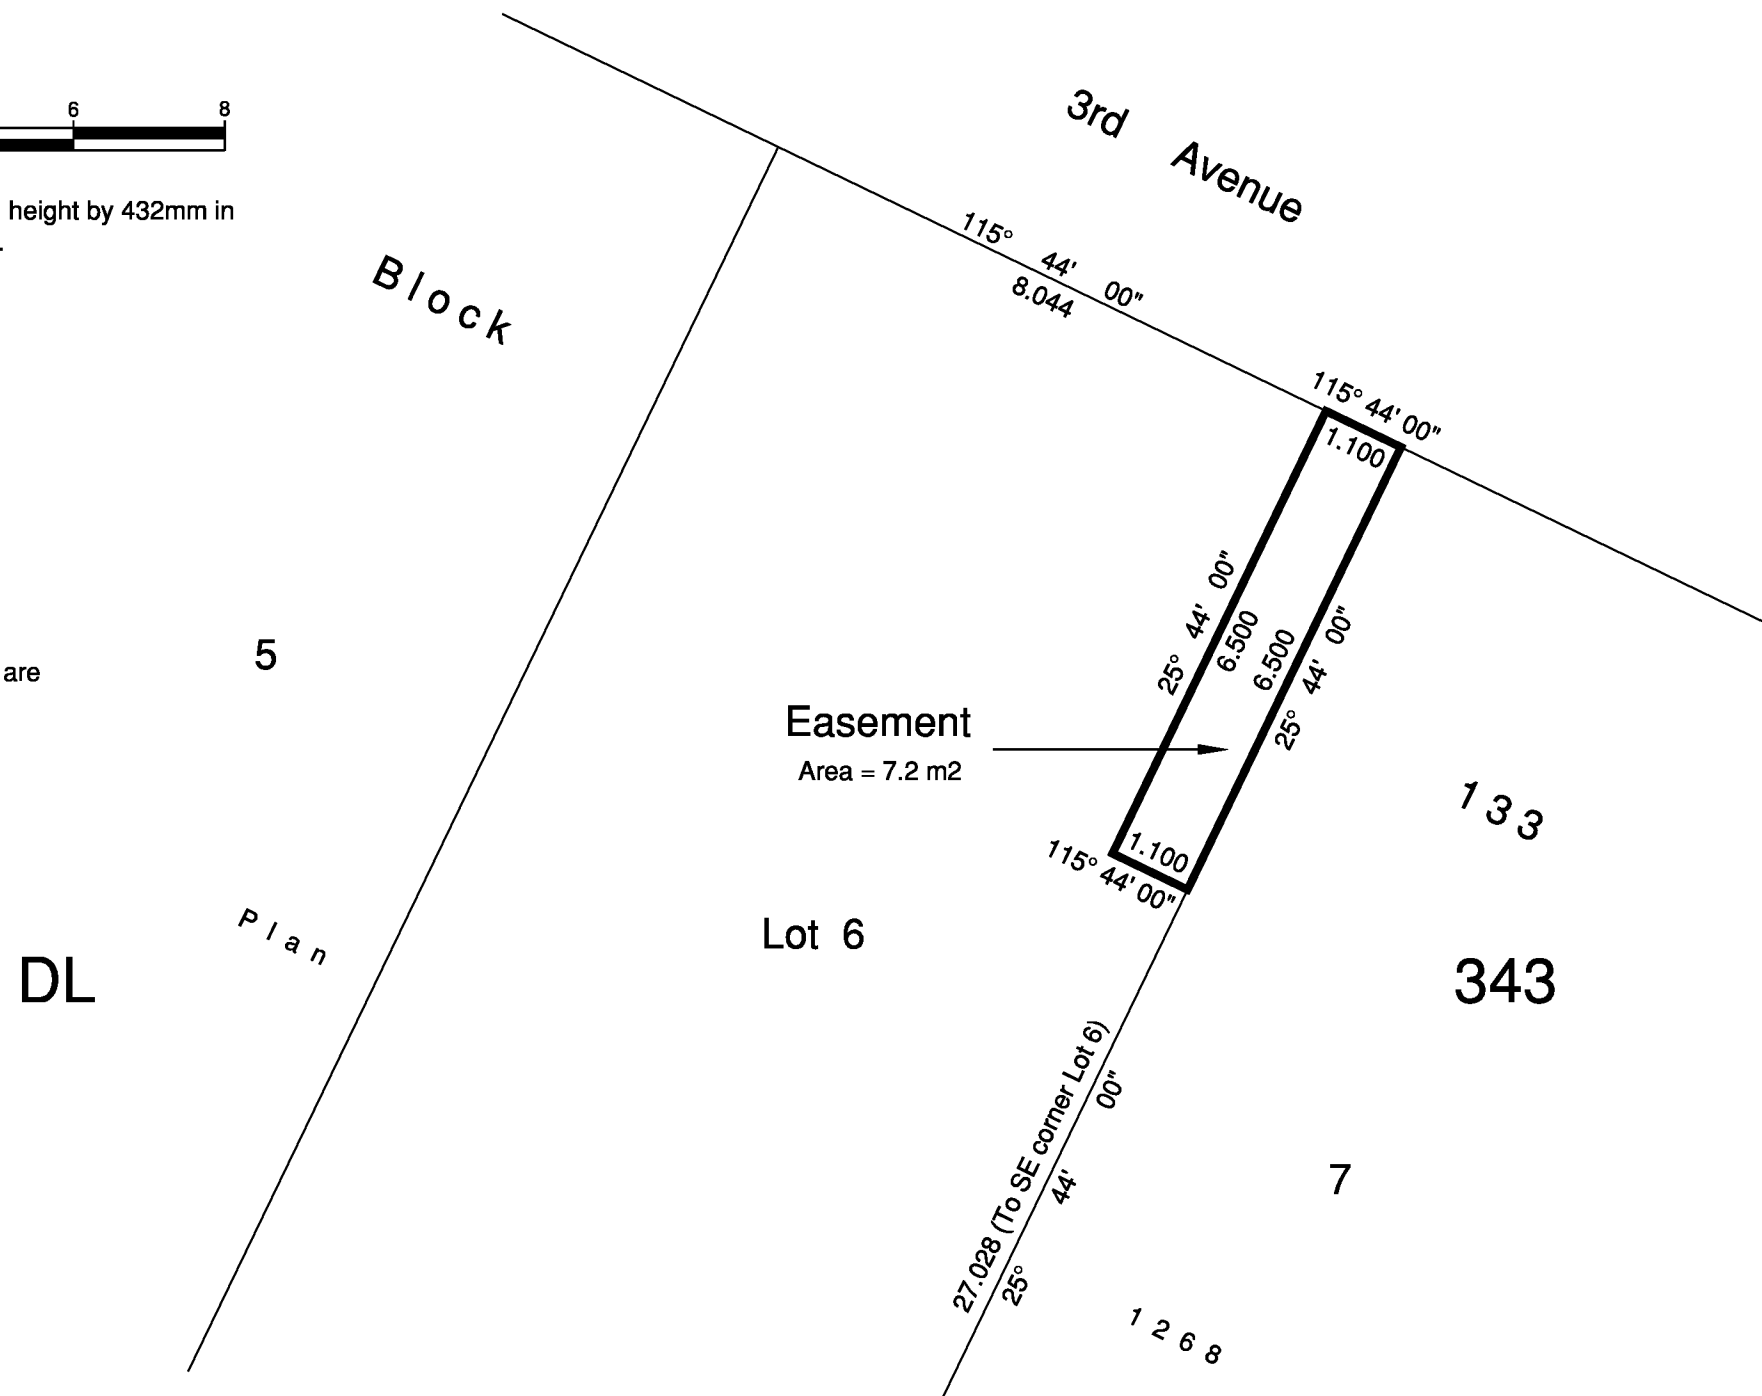 6 8
height by 432mm in
3rd Avenue
115° 44' 00"
8.044
Block
115° 44' 00"
1.100
25° 44' 00"
6.500
6.500
25° 44' 00"
5
are
Easement
Area = 7.2 m2
133
1.100
115° 44' 00"
Plan
Lot 6
DL
343
27.028 (To SE corner Lot 6)
25° 44' 00"
7
1268